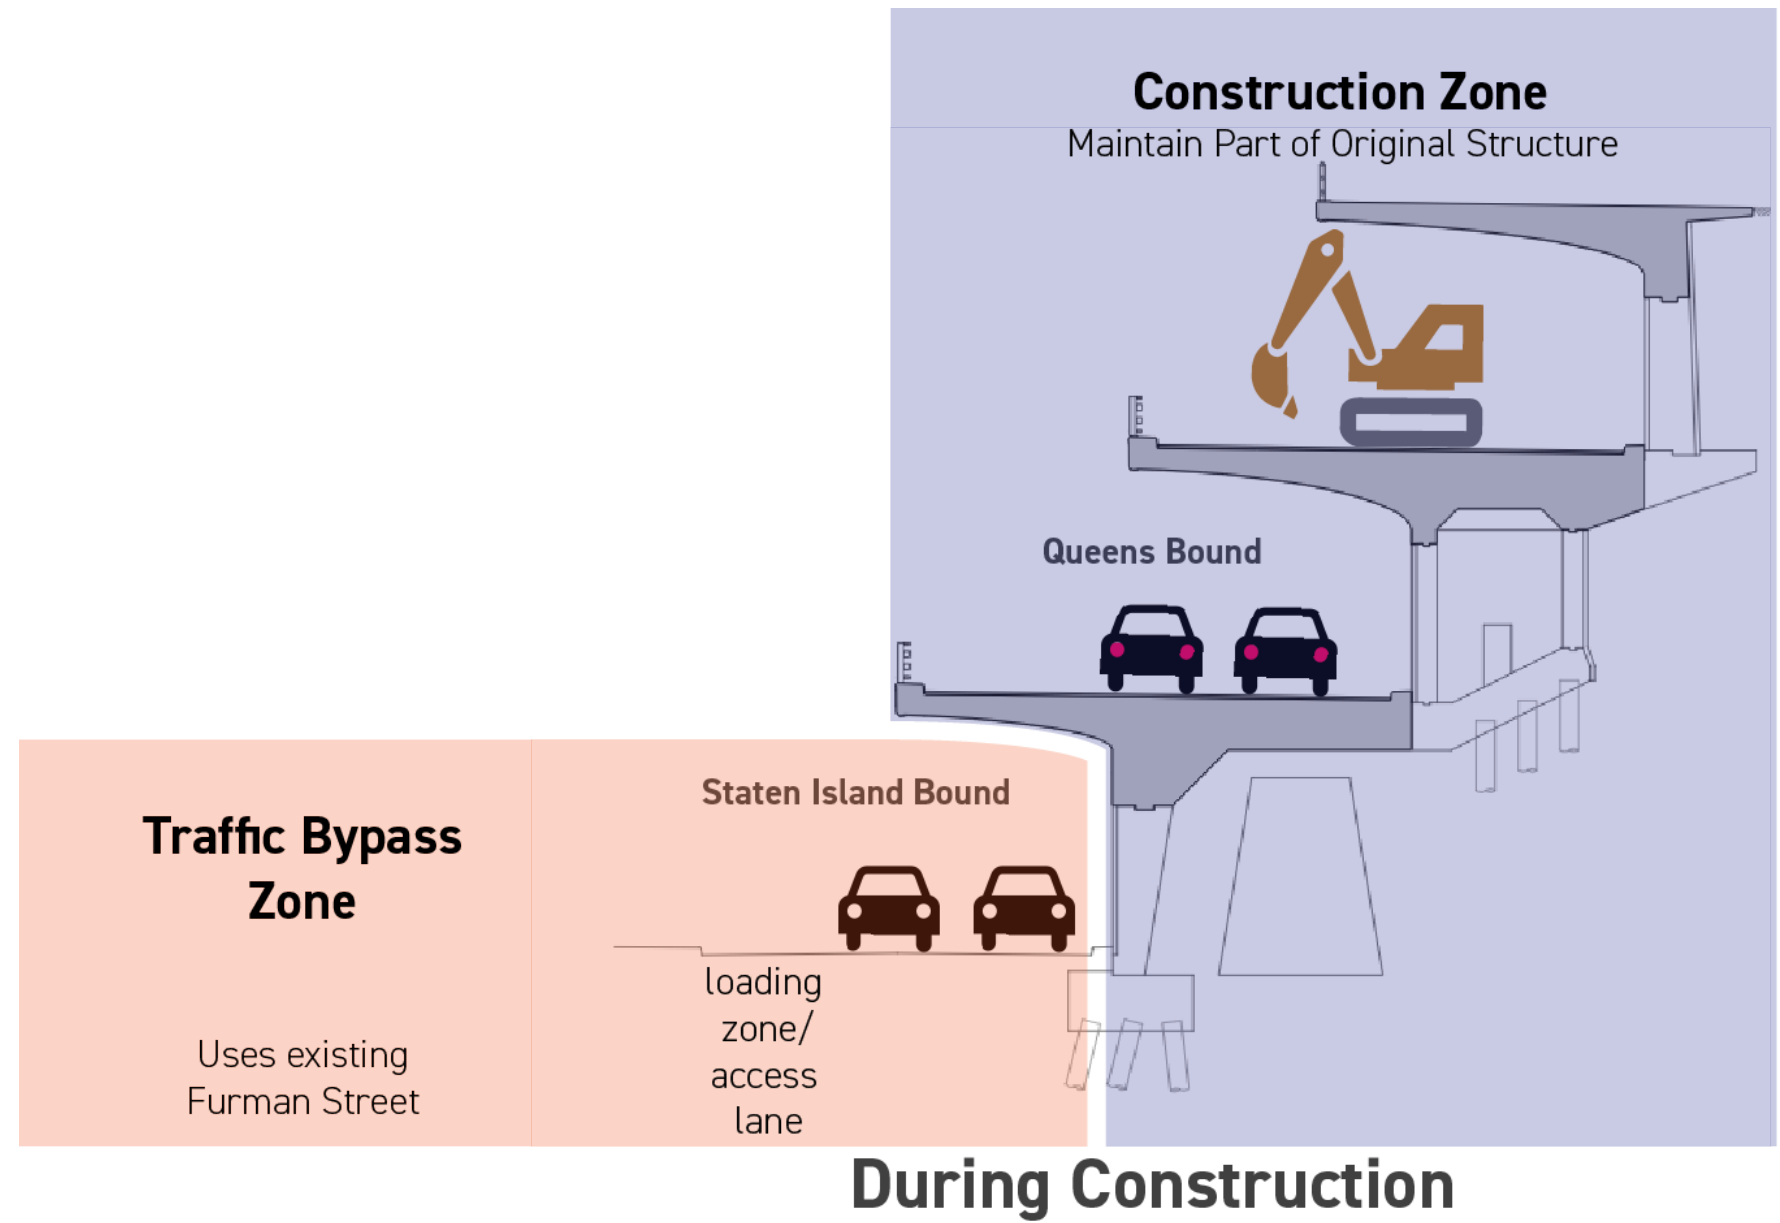 Construction Zone
Maintain Part of Original Structure
Queens Bound
Staten Island Bound
Traffic Bypass
Zone
Uses existing
Furman Street
loading
zone/
access
lane
During Construction